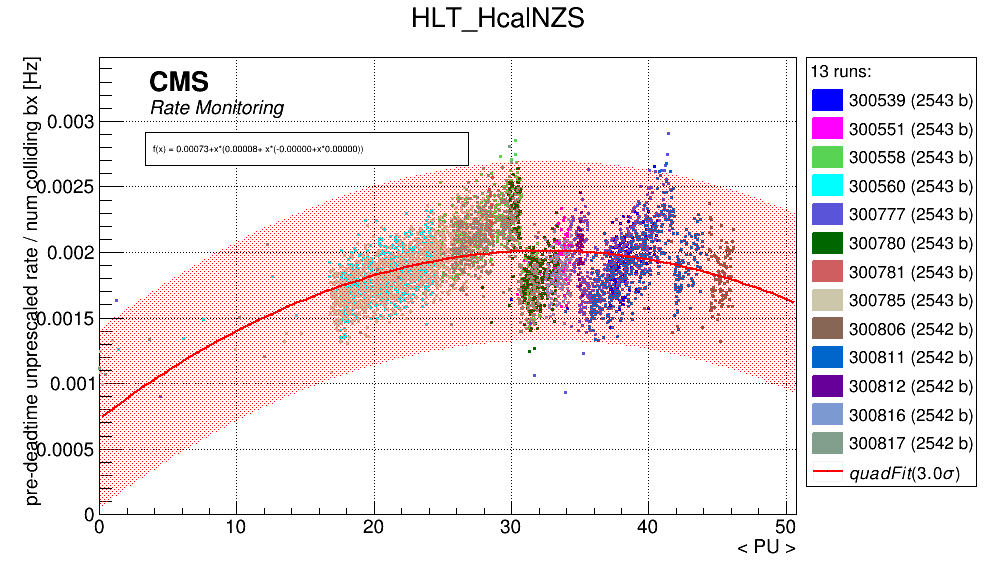 HLT_HcalNZS
pre-deadtime unprescaled rate / num colliding bx [Hz]
CMS
Rate Monitoring
f(x) = 0.00073+x*(0.00008+ x*(-0.00000+x*0.00000))
0.003
0.0025
0.002
0.0015
0.001
0.0005
0
0 10 20 30 40 50
< PU >
13 runs:
300539 (2543 b)
300551 (2543 b)
300558 (2543 b)
300560 (2543 b)
300777 (2543 b)
300780 (2543 b)
300781 (2543 b)
300785 (2543 b)
300806 (2542 b)
300811 (2542 b)
300812 (2542 b)
300816 (2542 b)
300817 (2542 b)
quadFit(3.0σ)